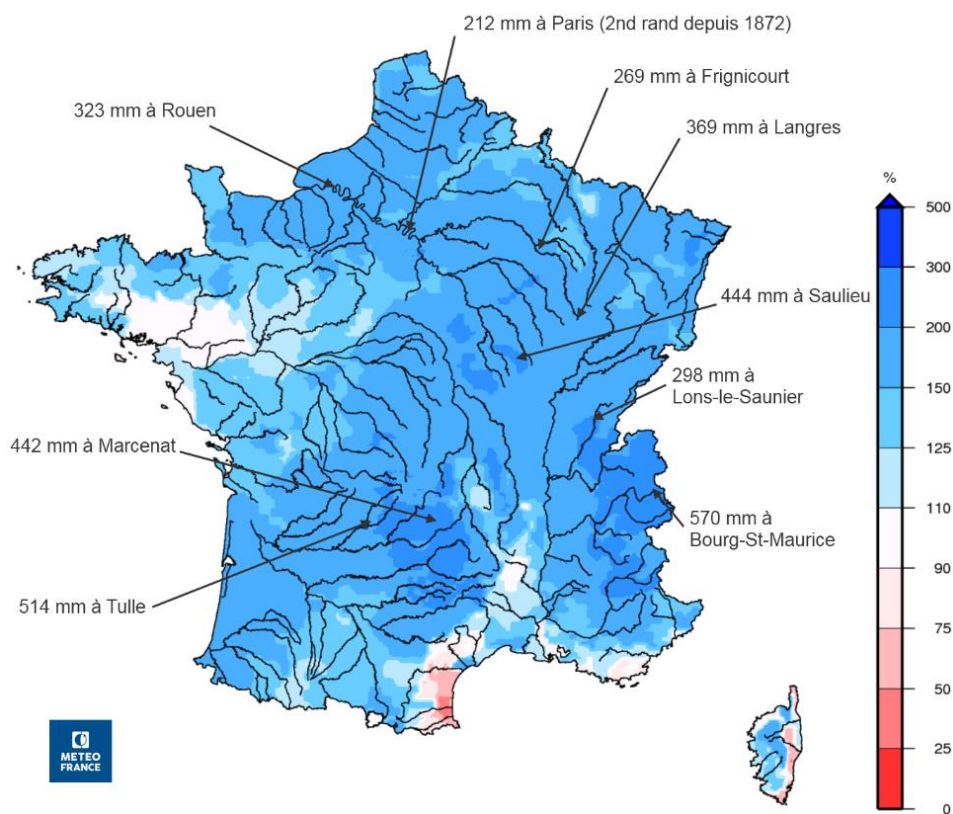 212 mm à Paris (2nd rand depuis 1872)
269 mm à Frignicourt
323 mm à Rouen
369 mm à Langres
%
500
300
444 mm à Saulieu
200
150
298 mm à
Lons-le-Saunier
125
442 mm à Marcenat
110
570 mm à
Bourg-St-Maurice
90
514 mm à Tulle
75
50
25
0
METEO
FRANCE